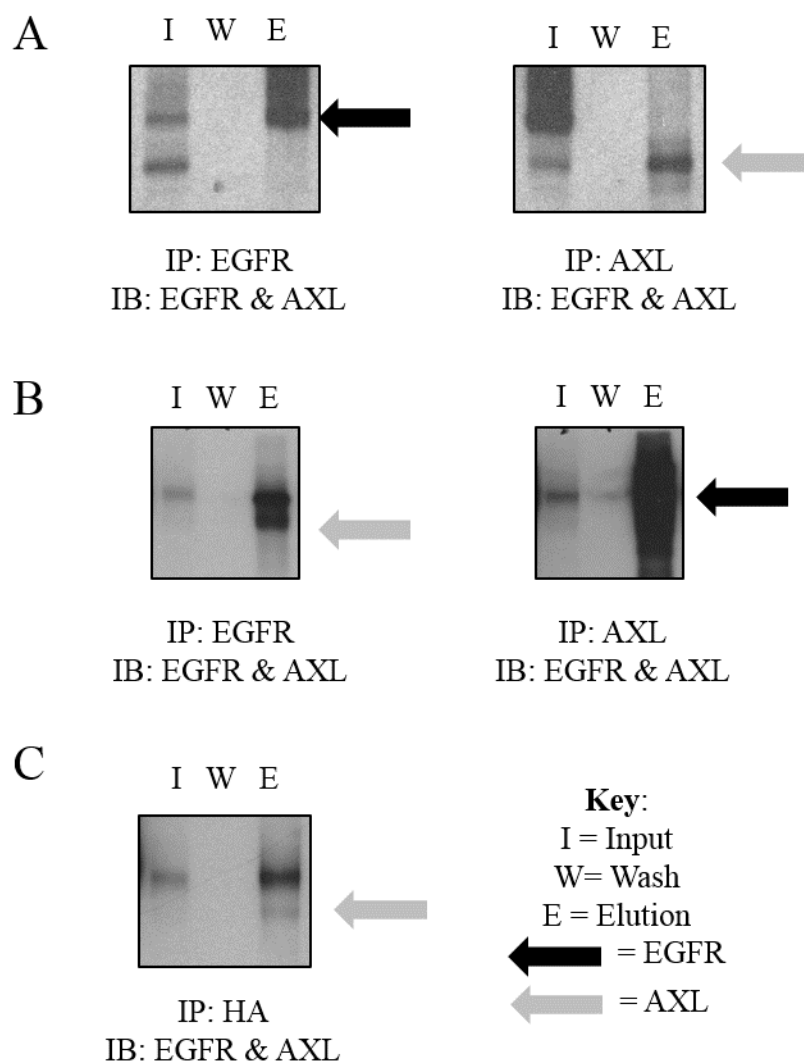 A
I W E
I W E
IP: EGFR
IB: EGFR & AXL
IP: AXL
IB: EGFR & AXL
B
I W E
I W E
IP: EGFR
IB: EGFR & AXL
IP: AXL
IB: EGFR & AXL
C
I W E
IP: HA
IB: EGFR & AXL
Key:
I = Input
W= Wash
E = Elution
= EGFR
= AXL